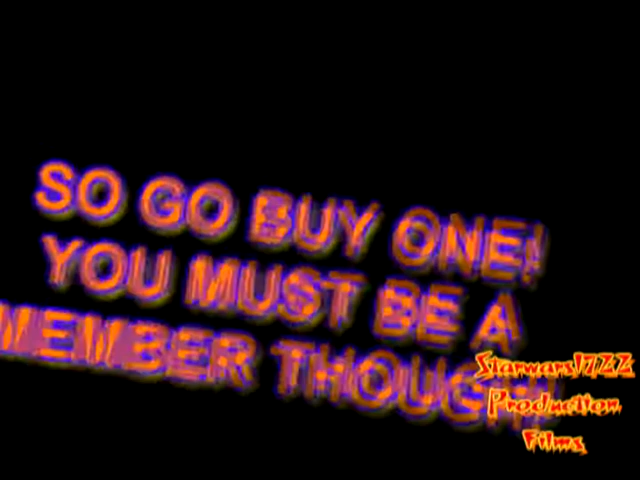 SO GO BUY ONE!
YOU MUST BE A
MEMBER THOUGH!
Starwars1722
Production
Films